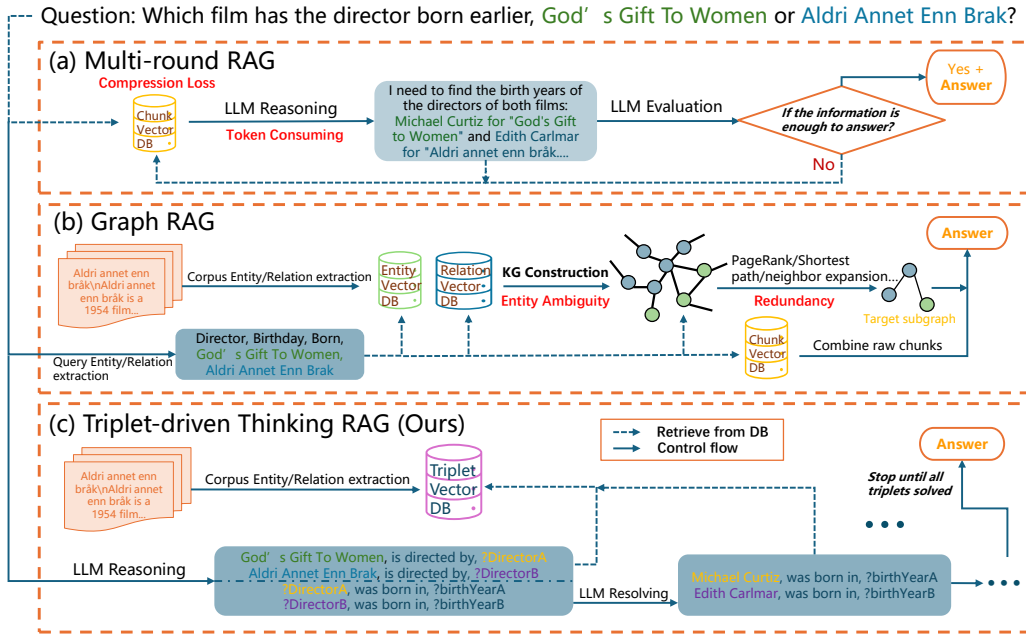 Question: Which film has the director born earlier, God's Gift To Women or Aldri Annet Enn Brak?
(a) Multi-round RAG
Compression Loss
Chunk
Vector
DB
LLM Reasoning
Token Consuming
I need to find the birth years
of the directors of both films:
Michael Curtiz for "God's Gift
to Women" and Edith Carlmar
for "Aldri annet enn bråk....
LLM Evaluation
If the information is
enough to answer?
Yes +
Answer
No
(b) Graph RAG
Aldri annet enn
bråk\nAldri annet
enn bråk is a
1954 film...
Corpus Entity/Relation extraction
Entity
Vector
DB
Relation
Vector
DB
KG Construction
Entity Ambiguity
PageRank/Shortest
path/neighbor expansion..
Redundancy
Target subgraph
Answer
Query Entity/Relation
extraction
Director, Birthday, Born,
God's Gift To Women,
Aldri Annet Enn Brak
Chunk
Vector
DB
Combine raw chunks
(c) Triplet-driven Thinking RAG (Ours)
Retrieve from DB
Control flow
Aldri annet enn
bråk\nAldri annet
enn bråk is a
1954 film...
Corpus Entity/Relation extraction
Triplet
Vector
DB
Answer
Stop until all
triplets solved
LLM Reasoning
God's Gift To Women, is directed by, ?DirectorA
Aldri Annet Enn Brak, is directed by, ?DirectorB
?DirectorA, was born in, ?birthYearA
?DirectorB, was born in, ?birthYearB
LLM Resolving
Michael Curtiz, was born in, ?birthYearA
Edith Carlmar, was born in, ?birthYearB